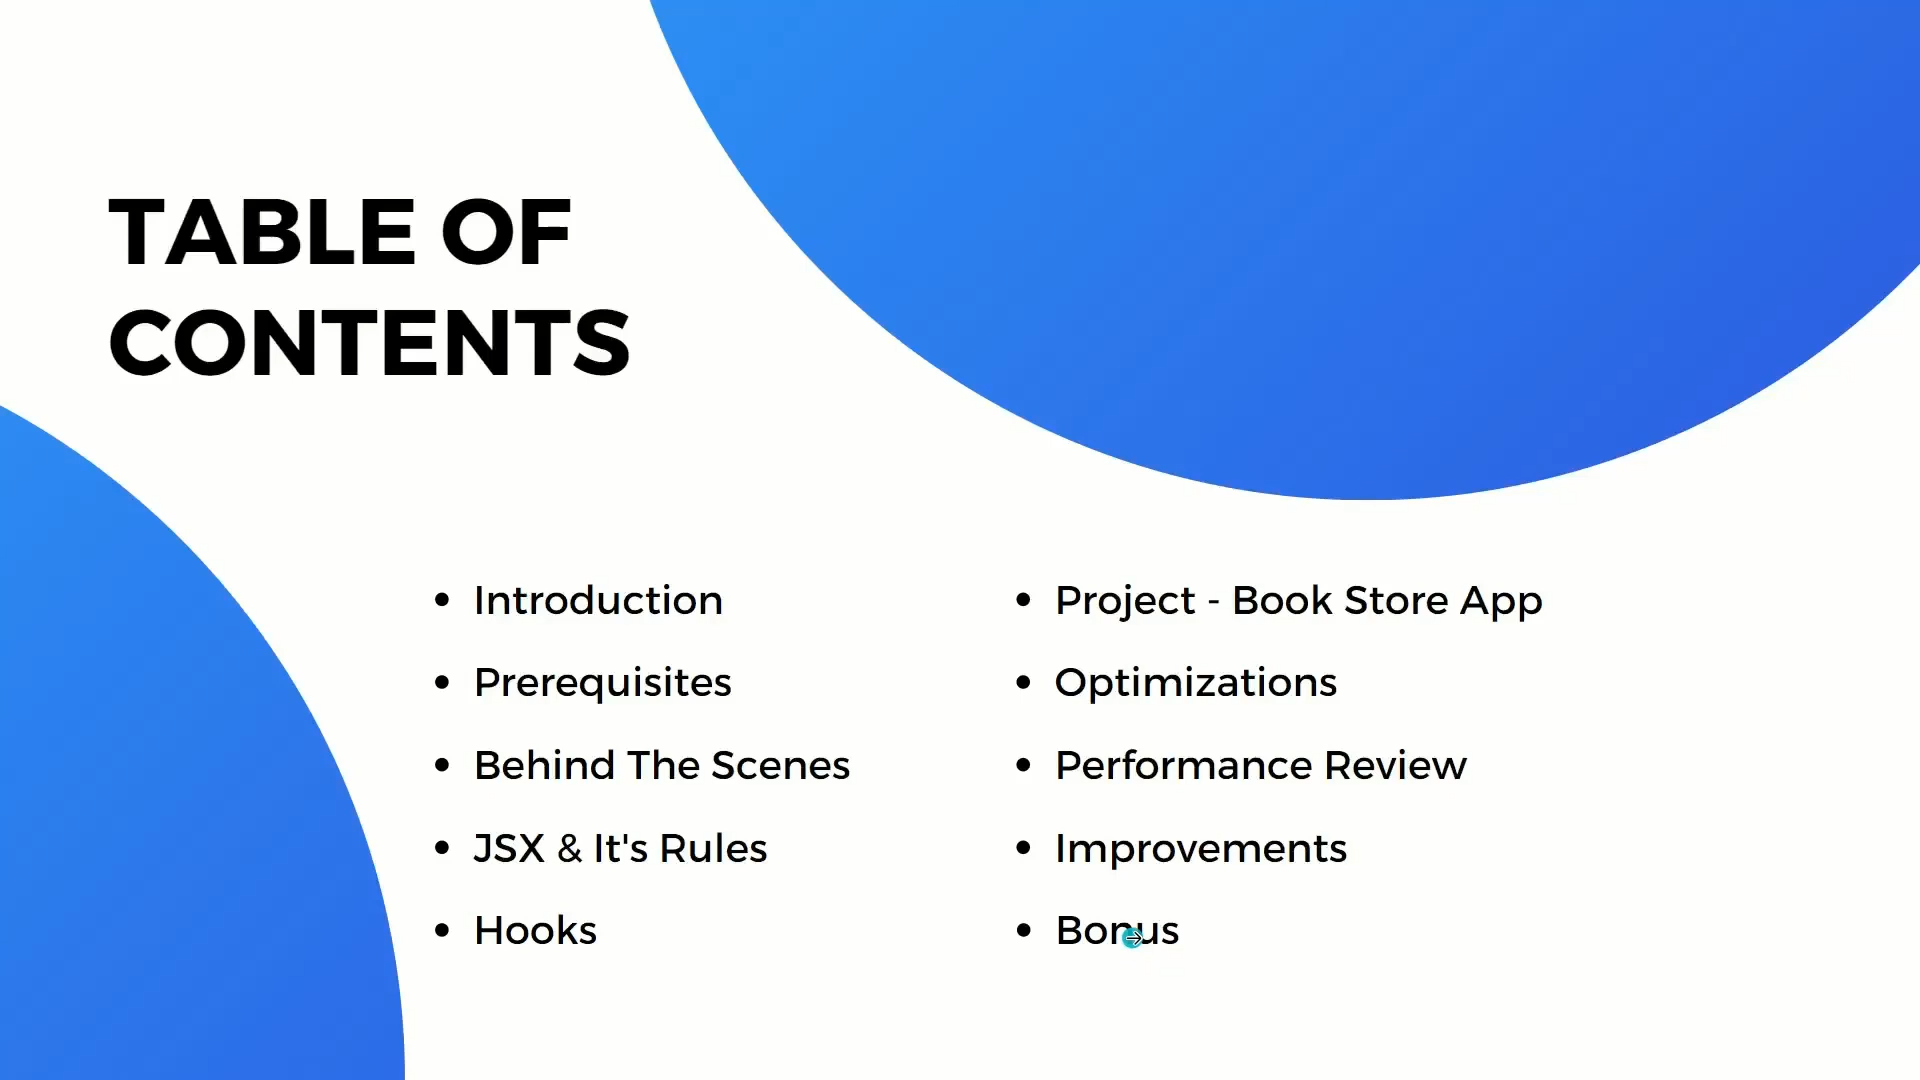 TABLE OF
CONTENTS
Introduction
Prerequisites
Behind The Scenes
JSX & It's Rules
Hooks
Project - Book Store App
Optimizations
Performance Review
Improvements
Bonus